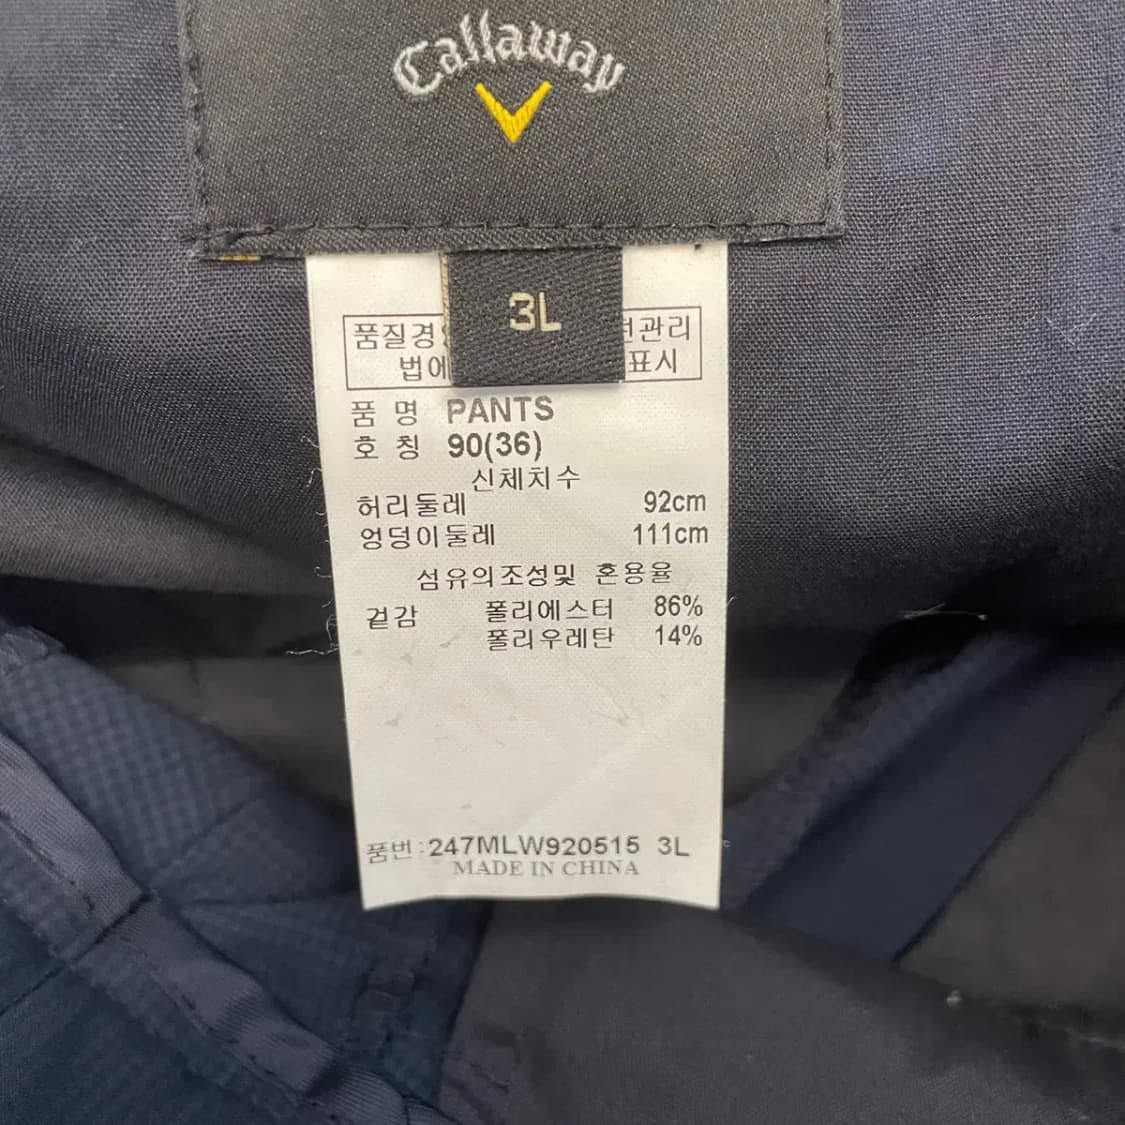 Callaway
3L
품질경 전관리
법에 표시
품 명 PANTS
호 칭 90(36)
신체치수
허리둘레 92cm
엉덩이둘레 111cm
섬유의조성및 혼용율
겉감 폴리에스터 86%
폴리우레탄 14%
품번:247MLW920515 3L
MADE IN CHINA